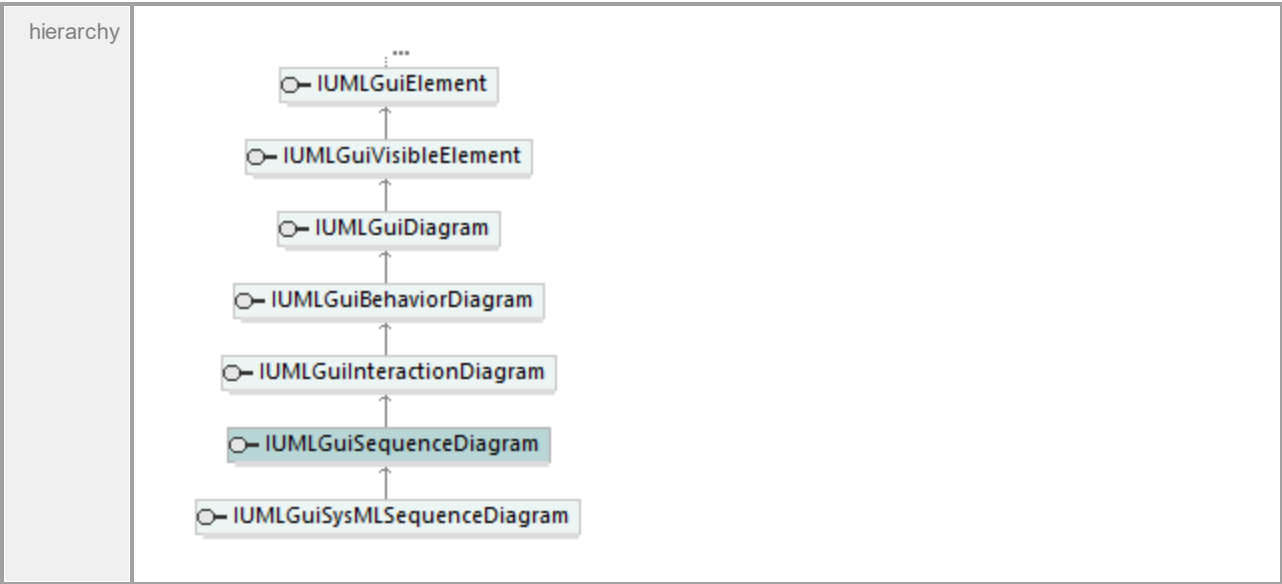 hierarchy
...
IUMLGuiElement
IUMLGuiVisibleElement
IUMLGuiDiagram
IUMLGuiBehaviorDiagram
IUMLGuiInteractionDiagram
IUMLGuiSequenceDiagram
IUMLGuiSysMLSequenceDiagram